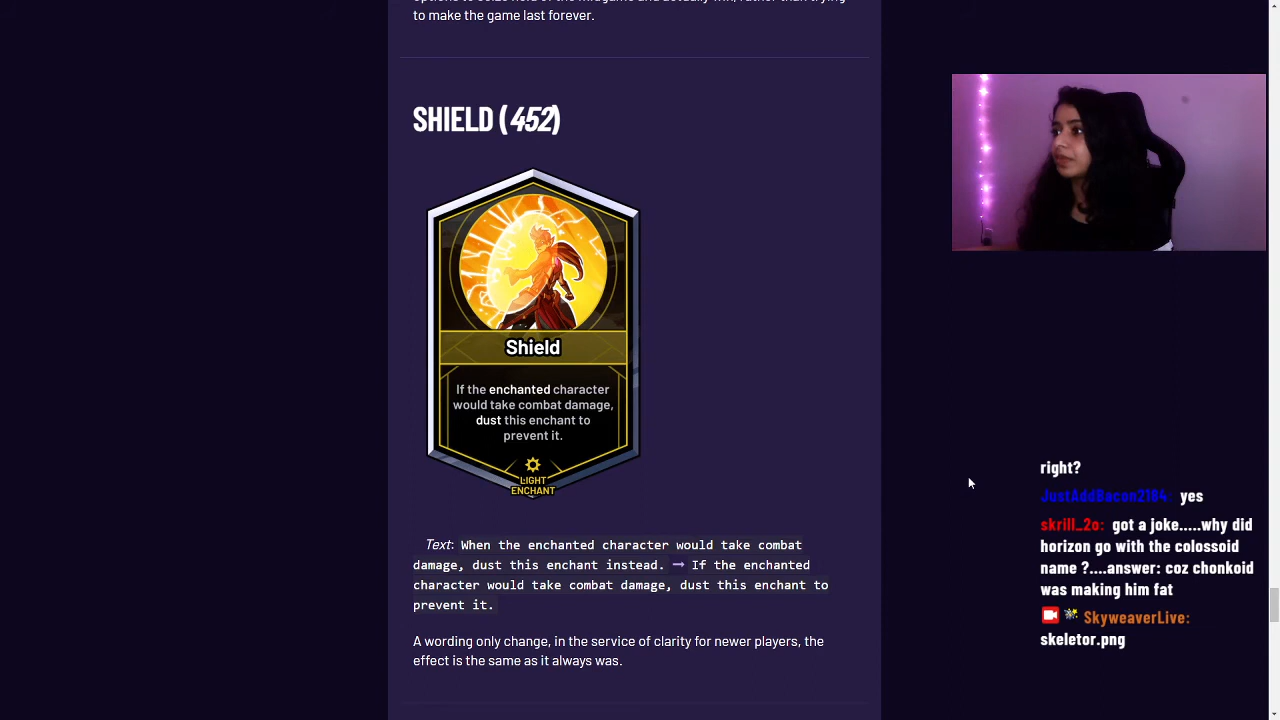 to make the game last forever.
SHIELD (452)
Shield
If the enchanted character
would take combat damage,
dust this enchant to
prevent it.
LIGHT
ENCHANT
Text: When the enchanted character would take combat
damage, dust this enchant instead. → If the enchanted
character would take combat damage, dust this enchant to
prevent it.
A wording only change, in the service of clarity for newer players, the
effect is the same as it always was.
right?
JustAddBacon2184: yes
skrill_2o: got a joke.....why did
horizon go with the colossoid
name ?....answer: coz chonkoid
was making him fat
SkyweaverLive:
skeletor.png